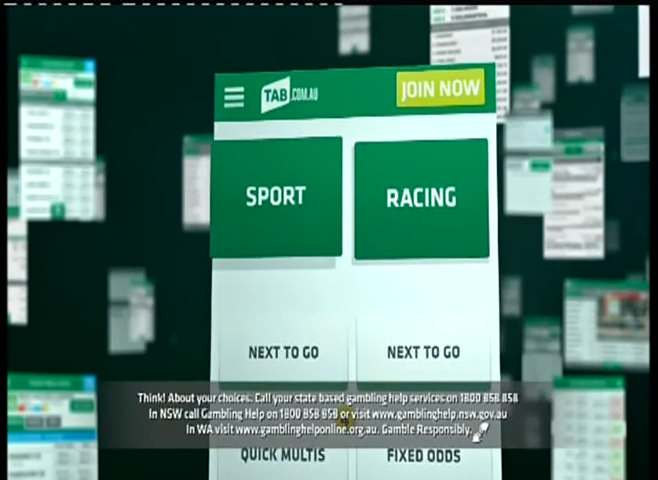 TAB.COM.AU
JOIN NOW
SPORT
RACING
NEXT TO GO
NEXT TO GO
Think! About your choices. Call your state based gambling help services on 1800 858 858
In NSW call Gambling Help on 1800 858 858 or visit www.gamblinghelp.nsw.gov.au
In WA visit www.gamblinghelponline.org.au. Gamble Responsibly.
QUICK MULTIS
FIXED ODDS